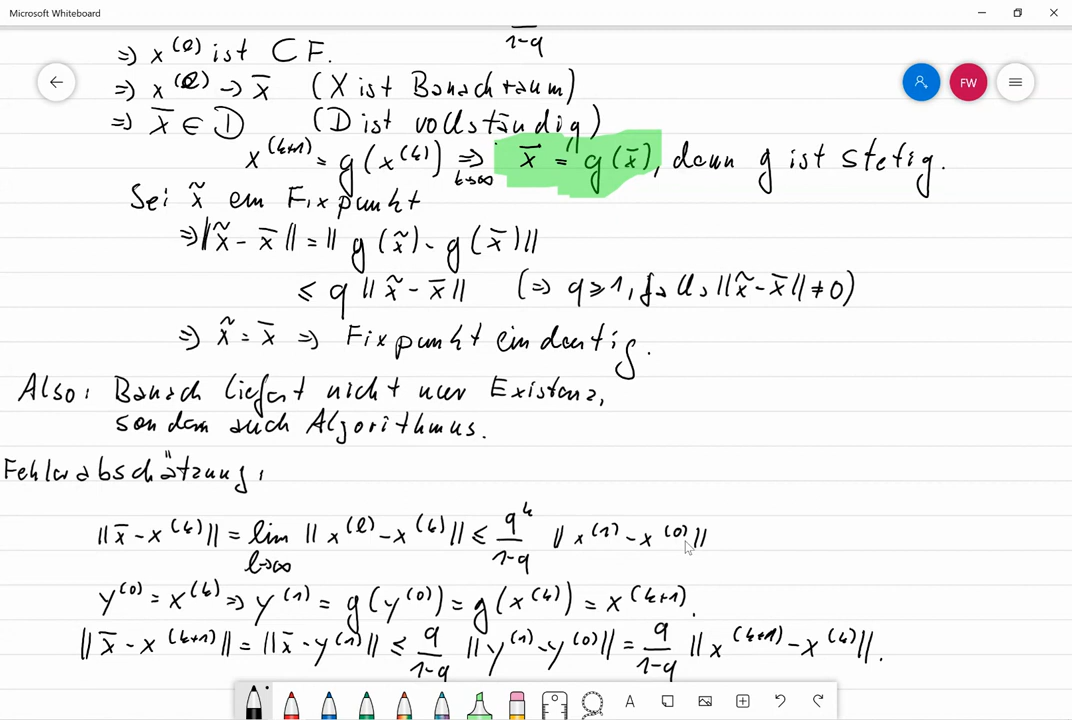 Microsoft Whiteboard
1-q
⇒ x^(l) ist CF.
⇒ x^(l) → x̄ (X ist Banachraum)
FW
⇒ x̄ ∈ D (D ist vollständig)
x^(k+1) = g(x^(k)) ⇒_{k→∞} x̄ = g(x̄), denn g ist stetig.
Sei x̃ ein Fixpunkt
⇒ ||x̃ - x̄|| = ||g(x̃) - g(x̄)||
≤ q ||x̃ - x̄|| (⇒ q ≥ 1, falls ||x̃ - x̄|| ≠ 0)
⇒ x̃ = x̄ ⇒ Fixpunkt eindeutig.
Also: Banach liefert nicht nur Existenz,
sondern auch Algorithmus.
Fehlerabschätzung:
||x̄ - x^(k)|| = lim_{l→∞} ||x^(l) - x^(k)|| ≤ q^k/(1-q) ||x^(1) - x^(0)||
y^(0) = x^(k) ⇒ y^(1) = g(y^(0)) = g(x^(k)) = x^(k+1).
||x̄ - x^(k+1)|| = ||x̄ - y^(1)|| ≤ q/(1-q) ||y^(1) - y^(0)|| = q/(1-q) ||x^(k+1) - x^(k)||.
A